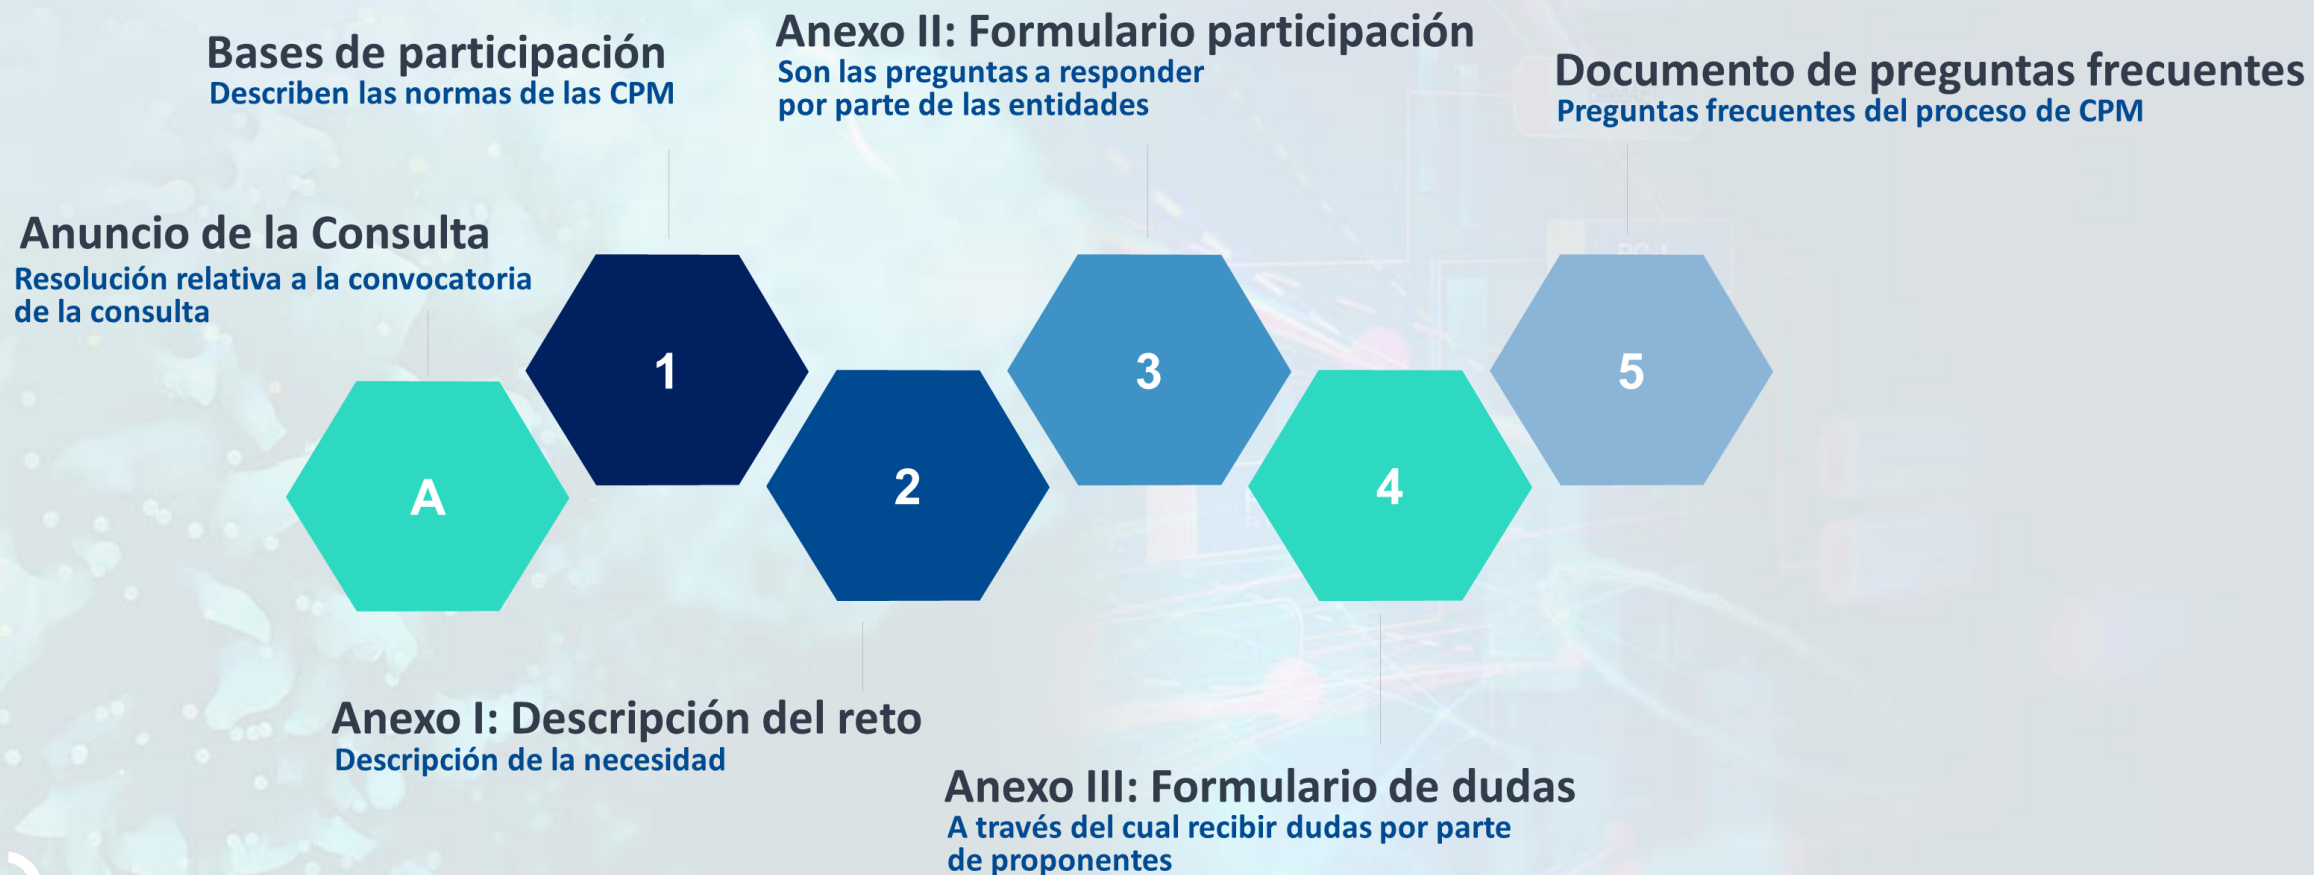 Anuncio de la Consulta
Resolución relativa a la convocatoria
de la consulta
A
Bases de participación
Describen las normas de las CPM
1
Anexo I: Descripción del reto
Descripción de la necesidad
2
Anexo II: Formulario participación
Son las preguntas a responder
por parte de las entidades
3
Anexo III: Formulario de dudas
A través del cual recibir dudas por parte
de proponentes
4
Documento de preguntas frecuentes
Preguntas frecuentes del proceso de CPM
5